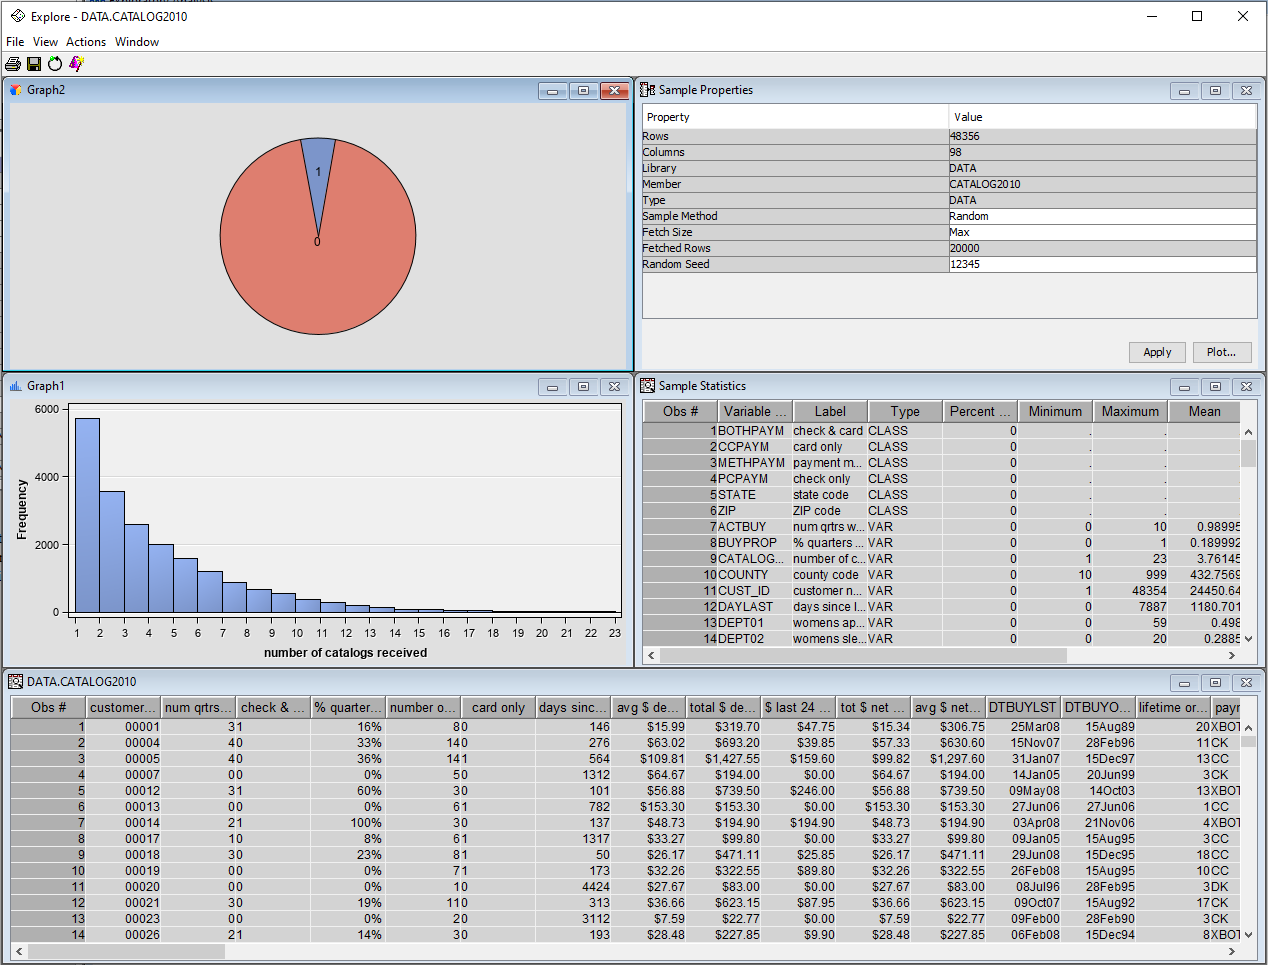 Explore - DATA.CATALOG2010
File View Actions Window
Graph2
1
0
Sample Properties
Property Value
Rows 48356
Columns 98
Library DATA
Member CATALOG2010
Type DATA
Sample Method Random
Fetch Size Max
Fetched Rows 20000
Random Seed 12345
Apply Plot...
Graph1
Frequency
6000
4000
2000
0
1 2 3 4 5 6 7 8 9 10 11 12 13 14 15 16 17 18 19 20 21 22 23
number of catalogs received
Sample Statistics
Obs # Variable ... Label Type Percent ... Minimum Maximum Mean
1 BOTHPAYM check & card CLASS 0 . .
2 CCPAYM card only CLASS 0 . .
3 METHPAYM payment m... CLASS 0 . .
4 PCPAYM check only CLASS 0 . .
5 STATE state code CLASS 0 . .
6 ZIP ZIP code CLASS 0 . .
7 ACTBUY num qrtrs w... VAR 0 0 10 0.98995
8 BUYPROP % quarters ... VAR 0 0 1 0.189992
9 CATALOG... number of c... VAR 0 1 23 3.76145
10 COUNTY county code VAR 0 10 999 432.7569
11 CUST_ID customer n... VAR 0 1 48354 24450.64
12 DAYLAST days since l... VAR 0 0 7887 1180.701
13 DEPT01 womens ap... VAR 0 0 59 0.498
14 DEPT02 womens sle... VAR 0 0 20 0.2885
DATA.CATALOG2010
Obs # customer... num qrtrs... check & ... % quarter... number o... card only days sinc... avg $ de... total $ de... $ last 24 ... tot $ net ... avg $ net... DTBUYLST DTBUYO... lifetime or... payr
1 00001 3 1 16% 8 0 146 $15.99 $319.70 $47.75 $15.34 $306.75 25Mar08 15Aug89 20 XBOT
2 00004 4 0 33% 14 0 276 $63.02 $693.20 $39.85 $57.33 $630.60 15Nov07 28Feb96 11 CK
3 00005 4 0 36% 14 1 564 $109.81 $1,427.55 $159.60 $99.82 $1,297.60 31Jan07 15Dec97 13 CC
4 00007 0 0 0% 5 0 1312 $64.67 $194.00 $0.00 $64.67 $194.00 14Jan05 20Jun99 3 CK
5 00012 3 1 60% 3 0 101 $56.88 $739.50 $246.00 $56.88 $739.50 09May08 14Oct03 13 XBOT
6 00013 0 0 0% 6 1 782 $153.30 $153.30 $0.00 $153.30 $153.30 27Jun06 27Jun06 1 CC
7 00014 2 1 100% 3 0 137 $48.73 $194.90 $194.90 $48.73 $194.90 03Apr08 21Nov06 4 XBOT
8 00017 1 0 8% 6 1 1317 $33.27 $99.80 $0.00 $33.27 $99.80 09Jan05 15Aug95 3 CC
9 00018 3 0 23% 8 1 50 $26.17 $471.11 $25.85 $26.17 $471.11 29Jun08 15Dec95 18 CC
10 00019 0 0 0% 7 1 173 $32.26 $322.55 $89.80 $32.26 $322.55 26Feb08 15Aug95 10 CC
11 00020 0 0 0% 1 0 4424 $27.67 $83.00 $0.00 $27.67 $83.00 08Jul96 28Feb95 3 DK
12 00021 3 0 19% 11 0 313 $36.66 $623.15 $87.95 $36.66 $623.15 09Oct07 15Aug92 17 CK
13 00023 0 0 0% 2 0 3112 $7.59 $22.77 $0.00 $7.59 $22.77 09Feb00 28Feb90 3 CK
14 00026 2 1 14% 3 0 193 $28.48 $227.85 $9.90 $28.48 $227.85 06Feb08 15Dec94 8 XBOT